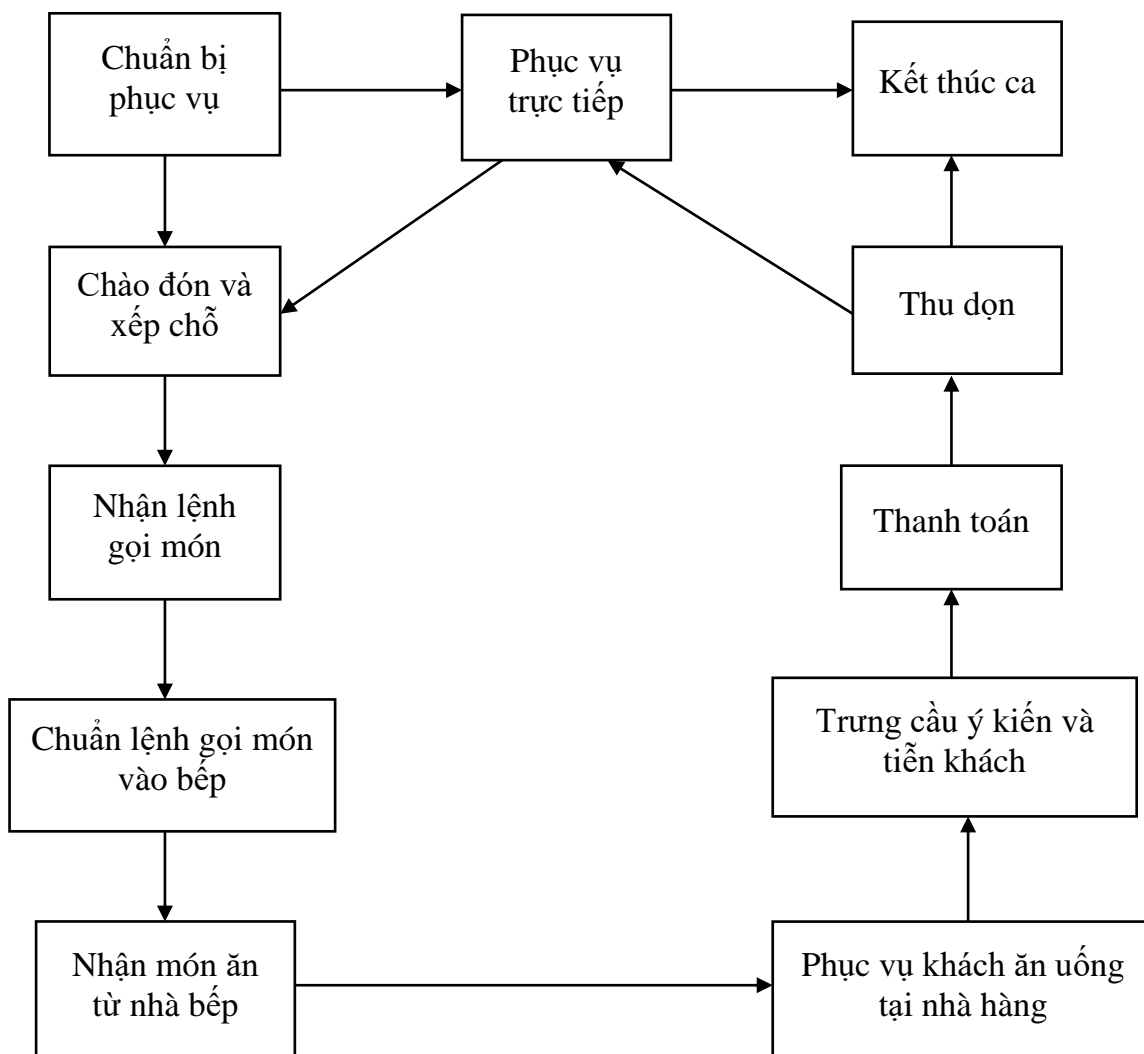 Chuẩn bị
phục vụ
Phục vụ
trực tiếp
Kết thúc ca
Chào đón và
xếp chỗ
Thu dọn
Nhận lệnh
gọi món
Thanh toán
Chuẩn lệnh gọi món
vào bếp
Trưng cầu ý kiến và
tiễn khách
Nhận món ăn
từ nhà bếp
Phục vụ khách ăn uống
tại nhà hàng